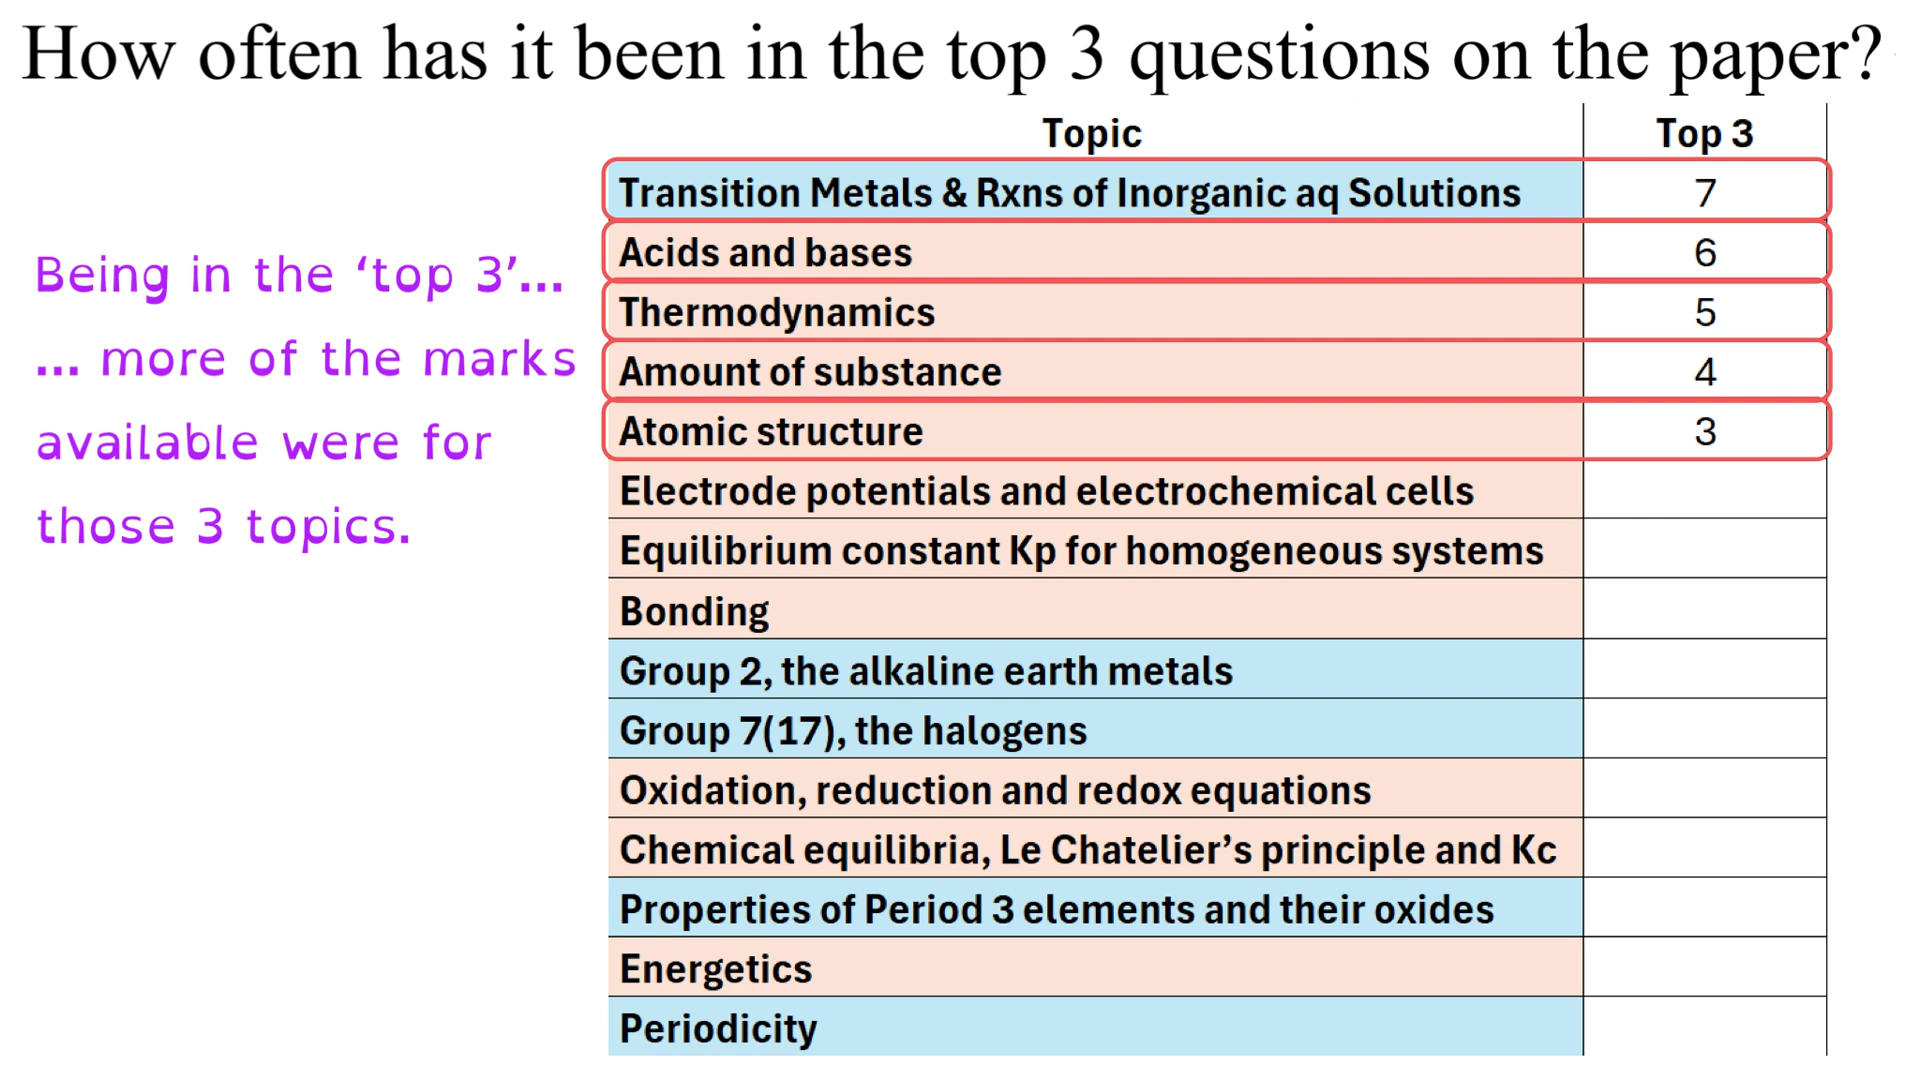 How often has it been in the top 3 questions on the paper?
Topic Top 3
Transition Metals & Rxns of Inorganic aq Solutions 7
Acids and bases 6
Thermodynamics 5
Amount of substance 4
Atomic structure 3
Electrode potentials and electrochemical cells
Equilibrium constant Kp for homogeneous systems
Bonding
Group 2, the alkaline earth metals
Group 7(17), the halogens
Oxidation, reduction and redox equations
Chemical equilibria, Le Chatelier’s principle and Kc
Properties of Period 3 elements and their oxides
Energetics
Periodicity
Being in the ‘top 3’...
... more of the marks
available were for
those 3 topics.